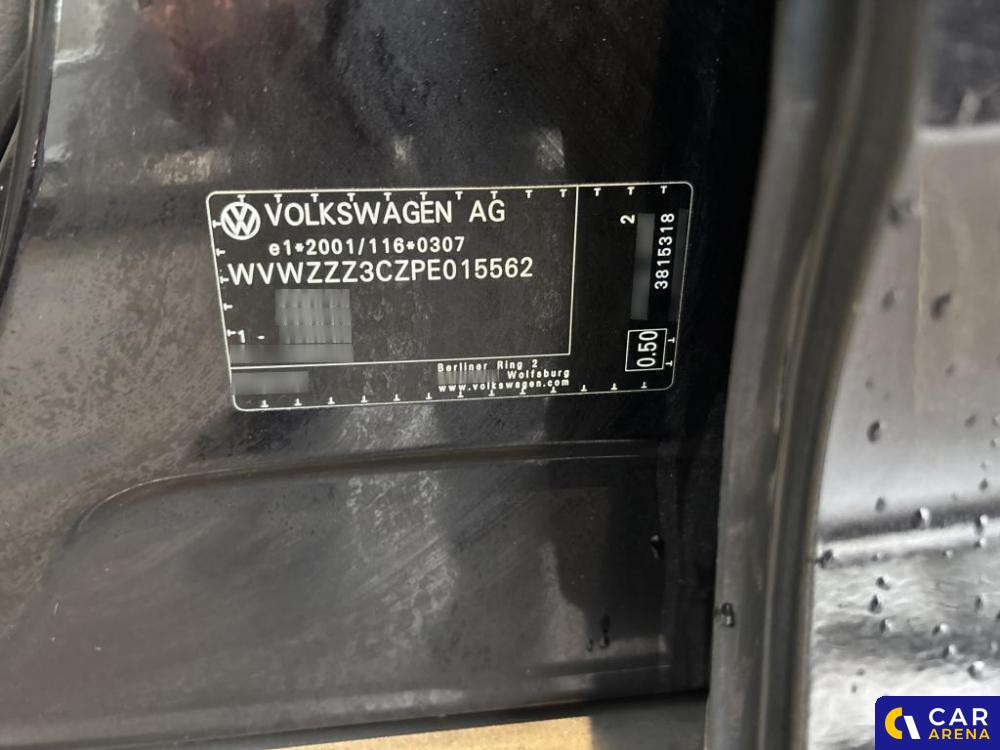 VOLKSWAGEN AG
e1*2001/116*0307
WVWZZZ3CZPE015562
1 -
Berliner Ring 2
Wolfsburg
www.volkswagen.com
2
3815318
0.50
CAR
ARENA